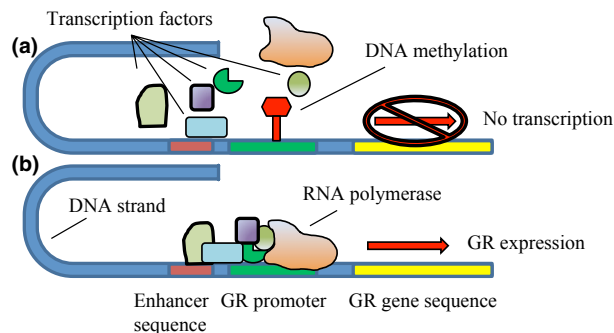 Transcription factors
(a)
DNA methylation
No transcription
(b)
DNA strand
RNA polymerase
GR expression
Enhancer
sequence
GR promoter
GR gene sequence